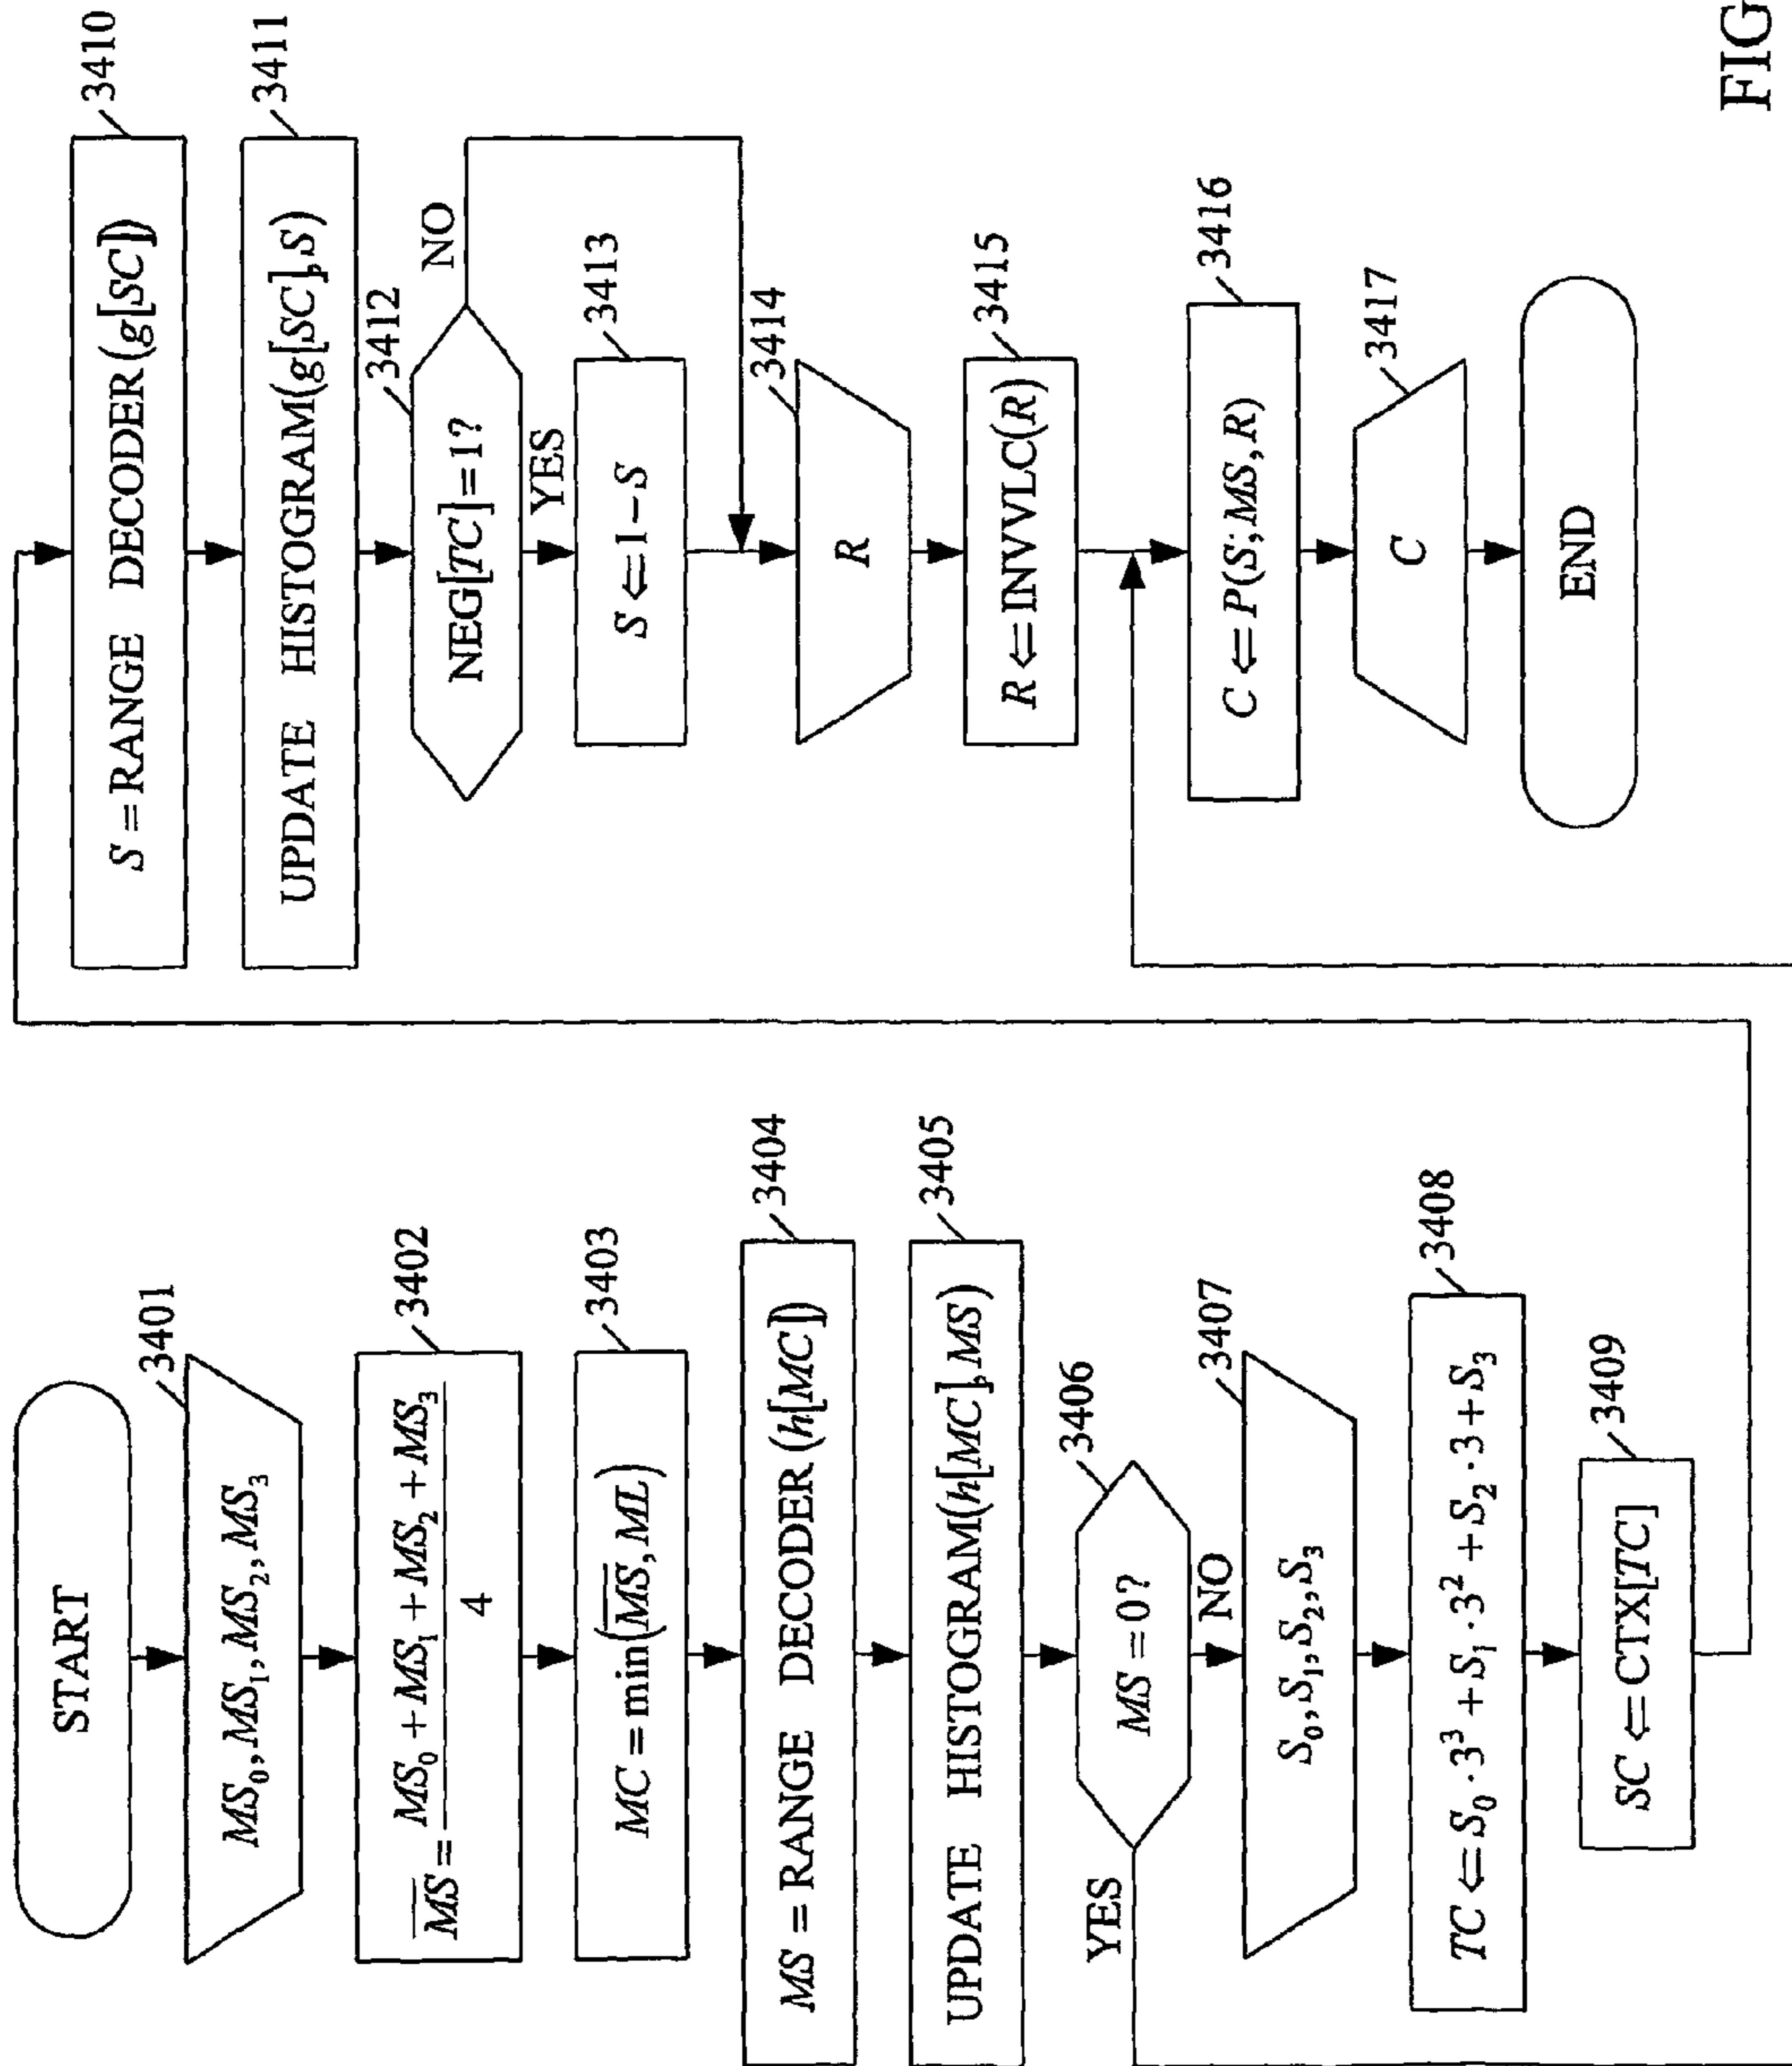 START
3401
MS₀, MS₁, MS₂, MS₃
3402
M̅S̅ = (MS₀ + MS₁ + MS₂ + MS₃) / 4
3403
MC = min(M̅S̅, ML)
3404
MS = RANGE DECODER (h[MC])
3405
UPDATE HISTOGRAM(h[MC], MS)
3406
MS = 0?
YES
NO
3407
S₀, S₁, S₂, S₃
3408
TC ⇐ S₀·3³ + S₁·3² + S₂·3 + S₃
3409
SC ⇐ CTX[TC]
3410
S = RANGE DECODER (g[SC])
3411
UPDATE HISTOGRAM(g[SC], S)
3412
NEG[TC] = 1?
NO
YES
3413
S ⇐ 1 − S
3414
R
3415
R ⇐ INVVLC(R)
3416
C ⇐ P(S; MS, R)
3417
C
END
FIG